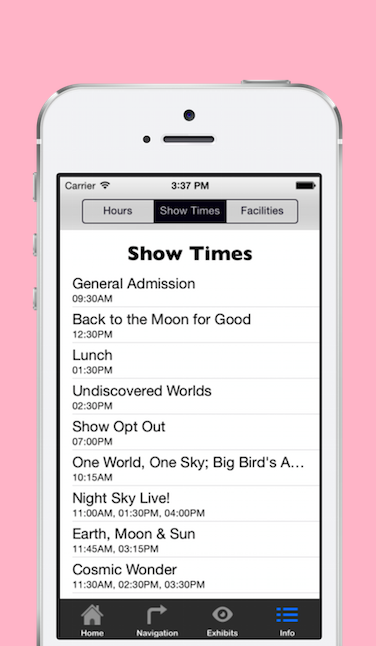 Carrier 3:37 PM
Hours Show Times Facilities
Show Times
General Admission
09:30AM
Back to the Moon for Good
12:30PM
Lunch
01:30PM
Undiscovered Worlds
02:30PM
Show Opt Out
07:00PM
One World, One Sky; Big Bird's A...
10:15AM
Night Sky Live!
11:00AM, 01:30PM, 04:00PM
Earth, Moon & Sun
11:45AM, 03:15PM
Cosmic Wonder
11:30AM, 02:30PM, 03:30PM
Home Navigation Exhibits Info